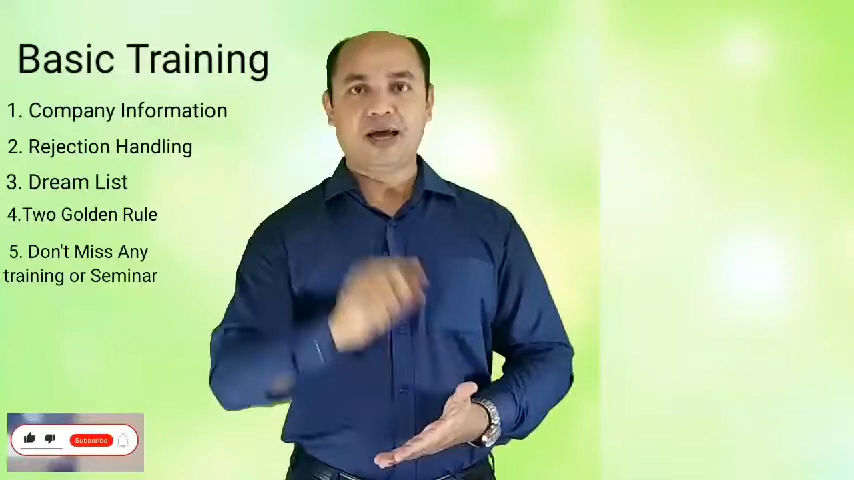 Basic Training
1. Company Information
2. Rejection Handling
3. Dream List
4.Two Golden Rule
5. Don't Miss Any
training or Seminar
Subscribe